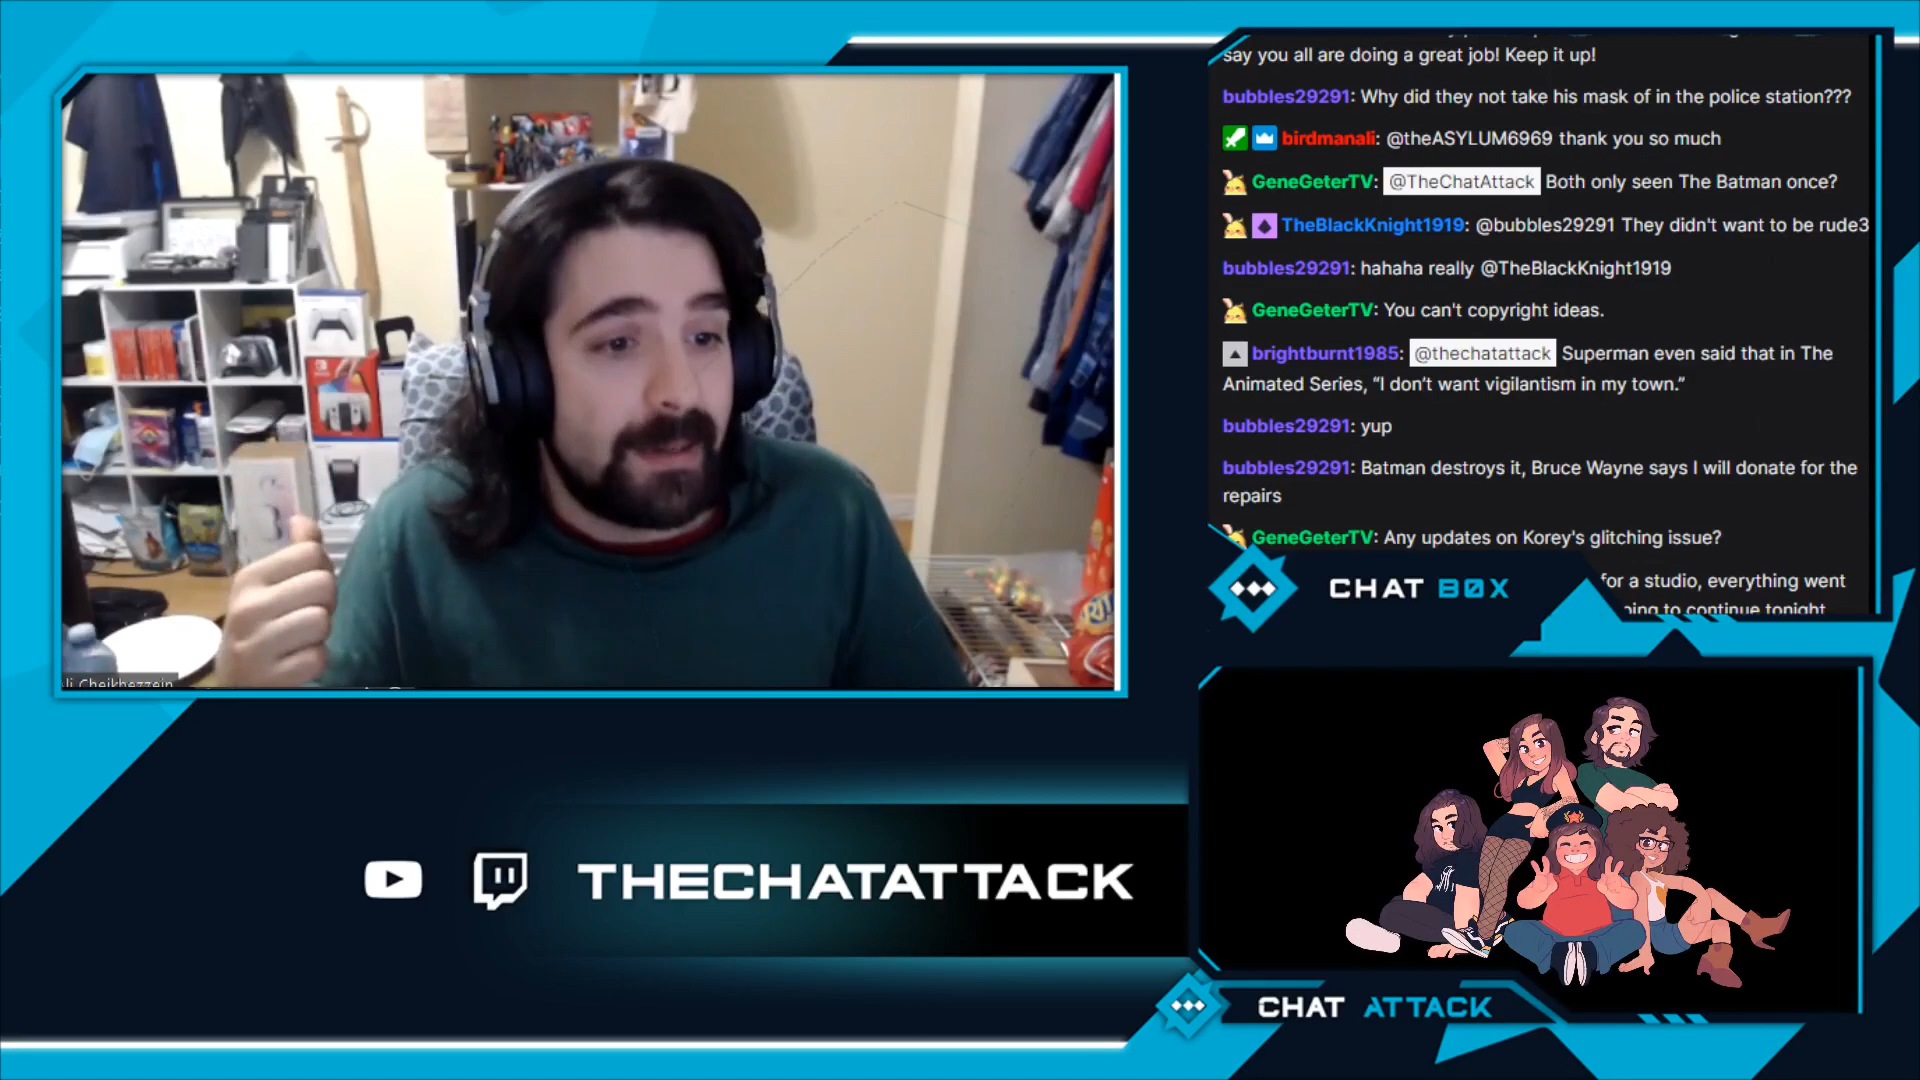 say you all are doing a great job! Keep it up!
bubbles29291: Why did they not take his mask of in the police station???
birdmanali: @theASYLUM6969 thank you so much
GeneGeterTV: @TheChatAttack Both only seen The Batman once?
TheBlackKnight1919: @bubbles29291 They didn't want to be rude3
bubbles29291: hahaha really @TheBlackKnight1919
GeneGeterTV: You can't copyright ideas.
brightburnt1985: @thechatattack Superman even said that in The
Animated Series, “I don’t want vigilantism in my town.”
bubbles29291: yup
bubbles29291: Batman destroys it, Bruce Wayne says I will donate for the
repairs
GeneGeterTV: Any updates on Korey's glitching issue?
for a studio, everything went
to continue tonight
CHAT BOX
RITZ
THECHATATTACK
CHAT ATTACK